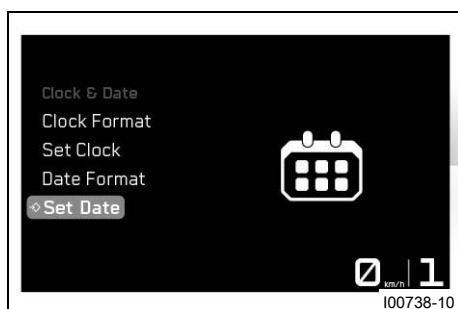 Clock & Date
Clock Format
Set Clock
Date Format
Set Date
0 km/h 1
I00738-10